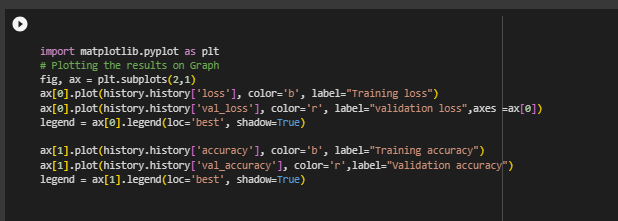 import matplotlib.pyplot as plt
# Plotting the results on Graph
fig, ax = plt.subplots(2,1)
ax[0].plot(history.history['loss'], color='b', label="Training loss")
ax[0].plot(history.history['val_loss'], color='r', label="validation loss",axes =ax[0])
legend = ax[0].legend(loc='best', shadow=True)
ax[1].plot(history.history['accuracy'], color='b', label="Training accuracy")
ax[1].plot(history.history['val_accuracy'], color='r',label="Validation accuracy")
legend = ax[1].legend(loc='best', shadow=True)